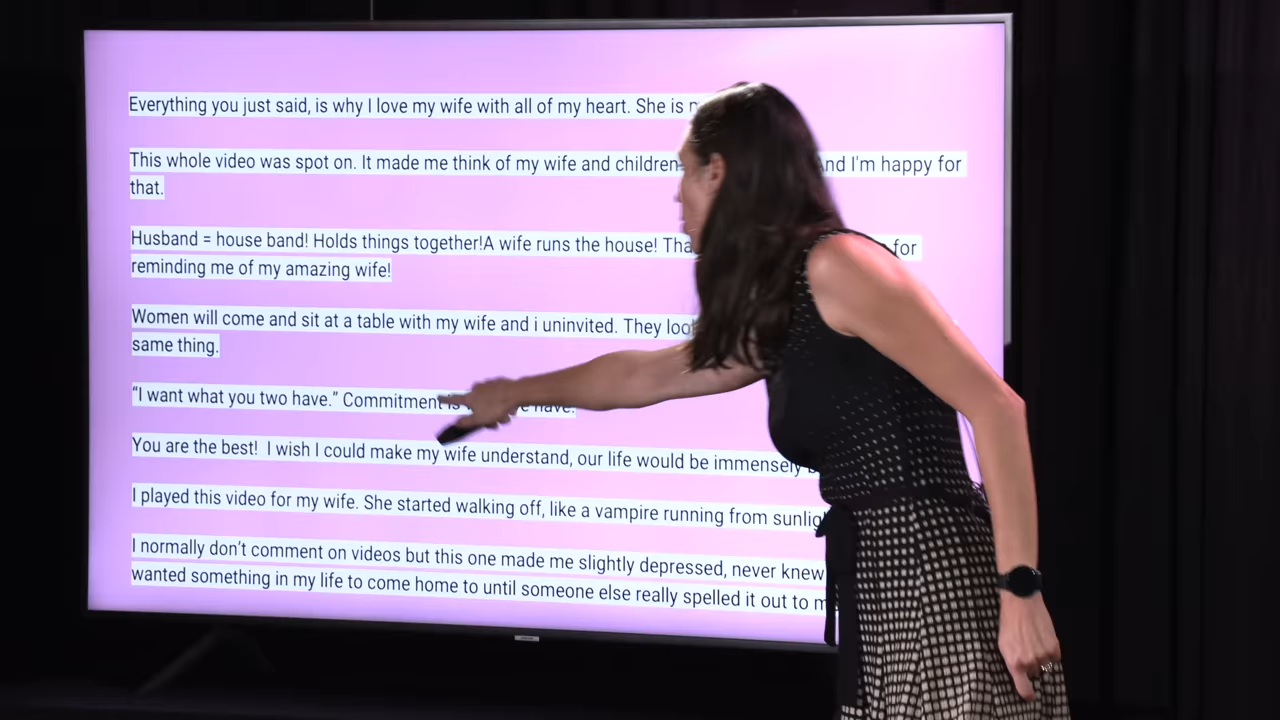 Everything you just said, is why I love my wife with all of my heart. She is
This whole video was spot on. It made me think of my wife and children And I'm happy for
that.
Husband = house band! Holds things together!A wife runs the house! for
reminding me of my amazing wife!
Women will come and sit at a table with my wife and i uninvited. They
same thing.
“I want what you two have.” Commitment is have.
You are the best! I wish I could make my wife understand, our life would be immensely
I played this video for my wife. She started walking off, like a vampire running from
I normally don’t comment on videos but this one made me slightly depressed, never knew
wanted something in my life to come home to until someone else really spelled it out to